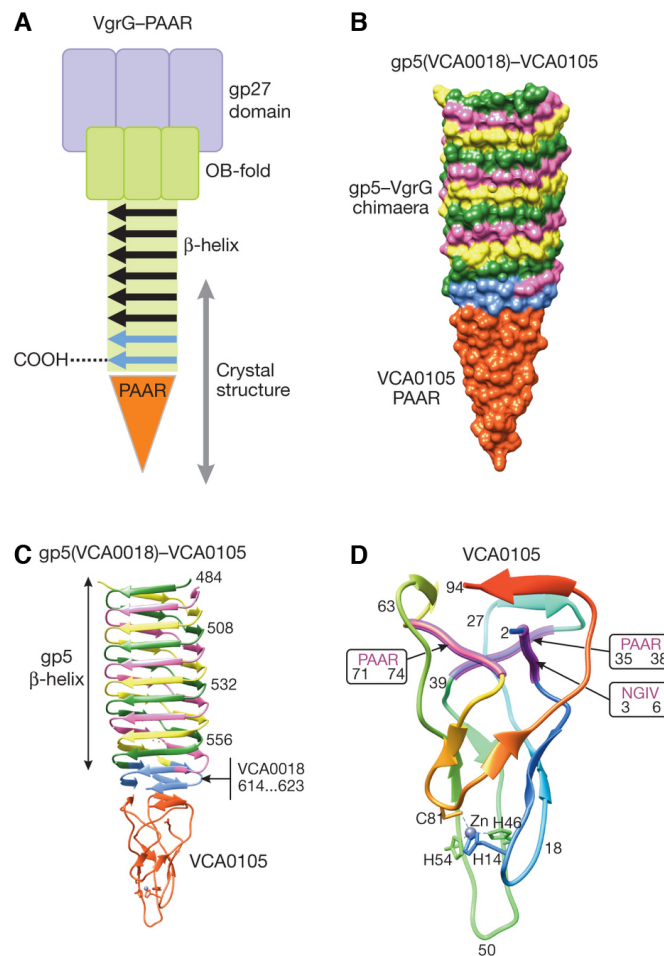 A
VgrG–PAAR
gp27
domain
OB-fold
β-helix
COOH
PAAR
Crystal
structure
B
gp5(VCA0018)–VCA0105
gp5–VgrG
chimaera
VCA0105
PAAR
C
gp5(VCA0018)–VCA0105
484
508
gp5
β-helix
532
556
VCA0018
614...623
VCA0105
D
VCA0105
94
63
27
2
PAAR
71 74
PAAR
35 38
39
NGIV
3 6
C81
Zn
H46
H54
H14
18
50